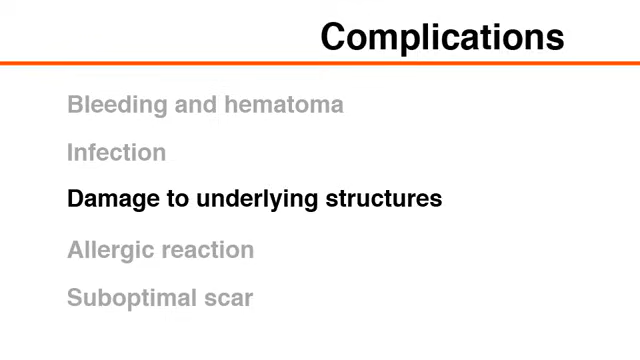 Complications
Bleeding and hematoma
Infection
Damage to underlying structures
Allergic reaction
Suboptimal scar